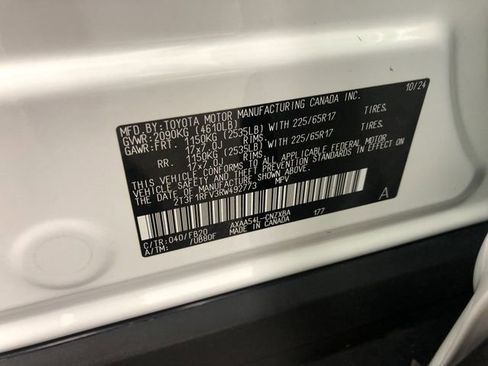 MFD. BY: TOYOTA MOTOR MANUFACTURING CANADA INC. 10/24
GVWR: 2090KG (4610LB)
GAWR: FRT. 1150KG (2535LB) WITH 225/65R17 TIRES.
17X7.0J RIMS.
RR. 1150KG (2535LB) WITH 225/65R17 TIRES.
17X7.0J RIMS.
THIS VEHICLE CONFORMS TO ALL APPLICABLE FEDERAL MOTOR
VEHICLE SAFETY AND THEFT PREVENTION STANDARDS IN EFFECT
ON THE DATE OF MANUFACTURE SHOWN ABOVE.
2T3F1RFV3RW492773 MPV
A
C/TR: 040/FB20 AXAA54L-CNZXBA 177
A/TM: /UB80F MADE IN CANADA